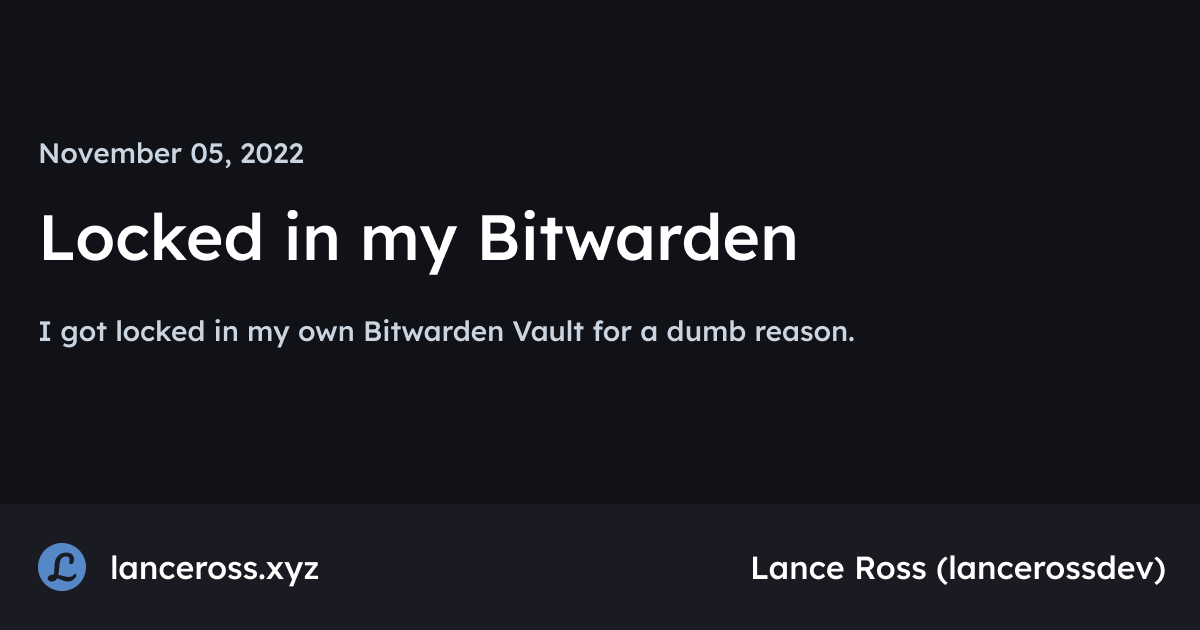 November 05, 2022
Locked in my Bitwarden
I got locked in my own Bitwarden Vault for a dumb reason.
L lanceross.xyz
Lance Ross (lancerossdev)